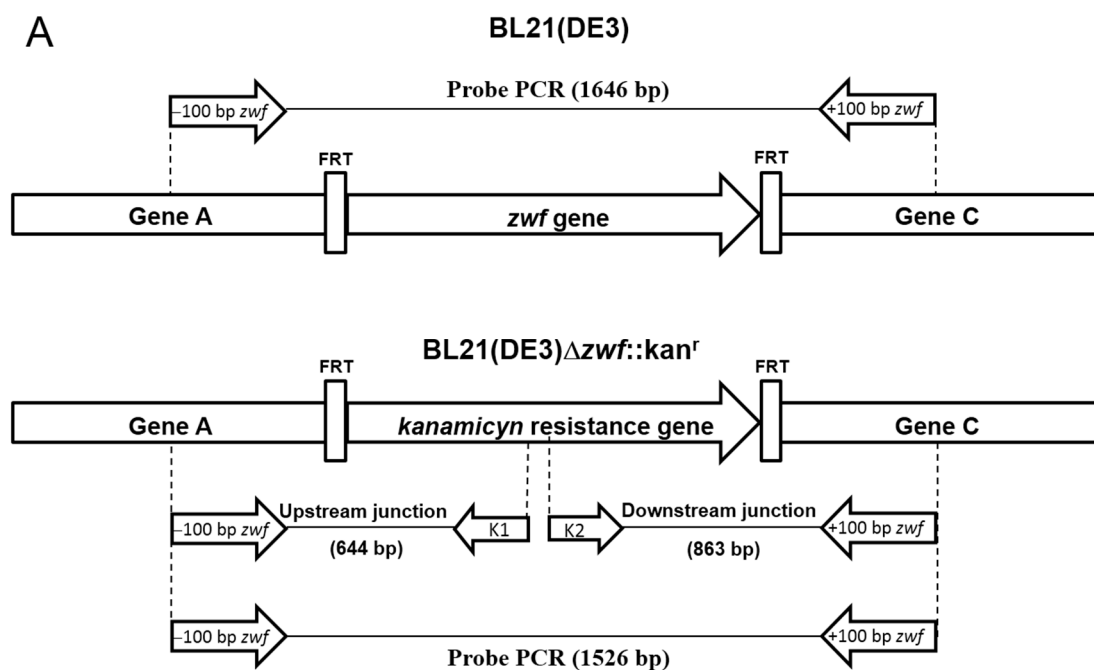 A
BL21(DE3)
Probe PCR (1646 bp)
−100 bp zwf
+100 bp zwf
FRT
FRT
Gene A
zwf gene
Gene C
BL21(DE3)Δzwf::kanʳ
FRT
FRT
Gene A
kanamicyn resistance gene
Gene C
Upstream junction
Downstream junction
−100 bp zwf
K1
K2
+100 bp zwf
(644 bp)
(863 bp)
−100 bp zwf
+100 bp zwf
Probe PCR (1526 bp)